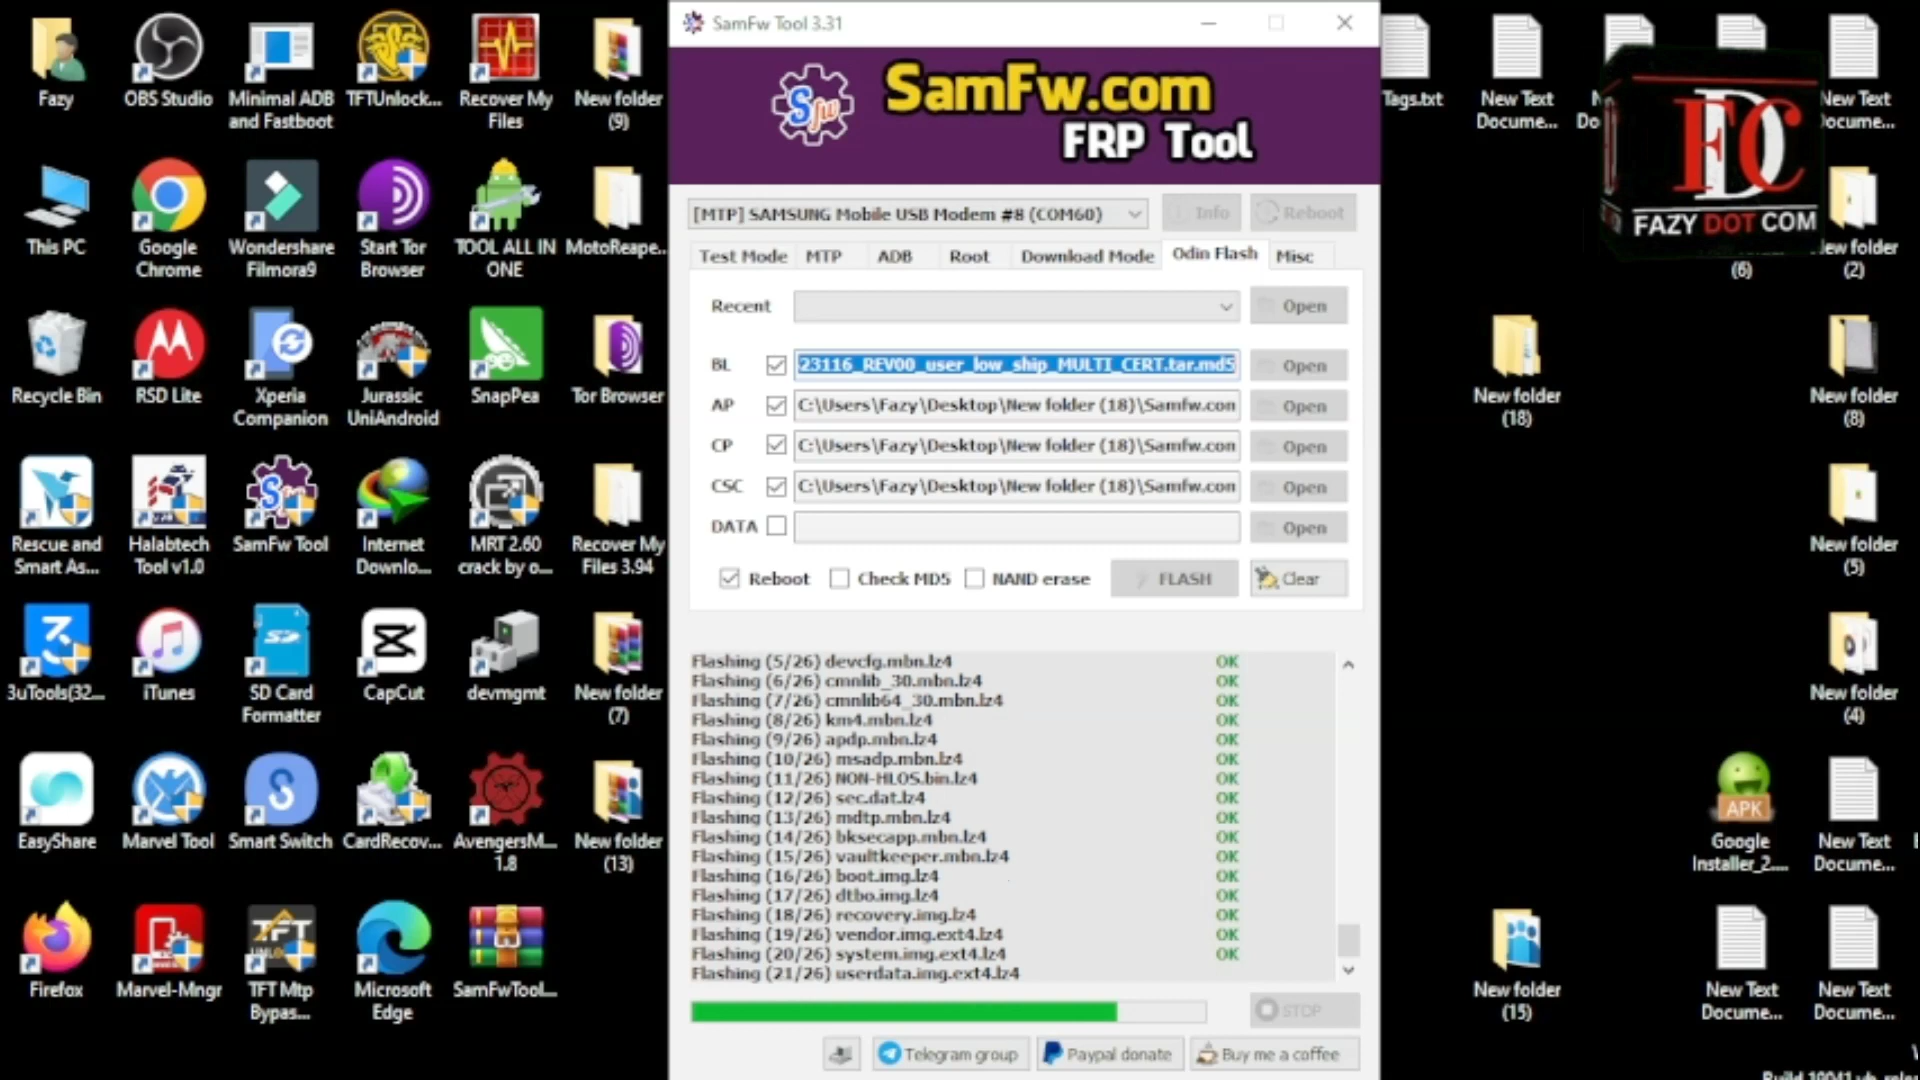 Fazy
OBS Studio
Minimal ADB
and Fastboot
TFTUnlock...
Recover My
Files
New folder
(9)
This PC
Google
Chrome
Wondershare
Filmora9
Start Tor
Browser
TOOL ALL IN
ONE
MotoReape...
Recycle Bin
RSD Lite
Xperia
Companion
Jurassic
UniAndroid
SnapPea
Tor Browser
Rescue and
Smart As...
Halabtech
Tool v1.0
SamFw Tool
Internet
Downlo...
MRT 2.60
crack by o...
Recover My
Files 3.94
3uTools(32...
iTunes
SD Card
Formatter
CapCut
devmgmt
New folder
(7)
EasyShare
Marvel Tool
Smart Switch
CardRecov...
AvengersM...
1.8
New folder
(13)
Firefox
Marvel-Mngr
TFT Mtp
Bypas...
Microsoft
Edge
SamFwTool...
SamFw Tool 3.31
Sfw
SamFw.com
FRP Tool
[MTP] SAMSUNG Mobile USB Modem #8 (COM60)
Info
Reboot
Test Mode
MTP
ADB
Root
Download Mode
Odin Flash
Misc
Recent
Open
BL
23116_REV00_user_low_ship_MULTI_CERT.tar.md5
Open
AP
C:\Users\Fazy\Desktop\New folder (18)\Samfw.con
Open
CP
C:\Users\Fazy\Desktop\New folder (18)\Samfw.con
Open
CSC
C:\Users\Fazy\Desktop\New folder (18)\Samfw.con
Open
DATA
Open
Reboot
Check MD5
NAND erase
FLASH
Clear
Flashing (5/26) devcfg.mbn.lz4 OK
Flashing (6/26) cmnlib_30.mbn.lz4 OK
Flashing (7/26) cmnlib64_30.mbn.lz4 OK
Flashing (8/26) km4.mbn.lz4 OK
Flashing (9/26) apdp.mbn.lz4 OK
Flashing (10/26) msadp.mbn.lz4 OK
Flashing (11/26) NON-HLOS.bin.lz4 OK
Flashing (12/26) sec.dat.lz4 OK
Flashing (13/26) mdtp.mbn.lz4 OK
Flashing (14/26) bksecapp.mbn.lz4 OK
Flashing (15/26) vaultkeeper.mbn.lz4 OK
Flashing (16/26) boot.img.lz4 OK
Flashing (17/26) dtbo.img.lz4 OK
Flashing (18/26) recovery.img.lz4 OK
Flashing (19/26) vendor.img.ext4.lz4 OK
Flashing (20/26) system.img.ext4.lz4 OK
Flashing (21/26) userdata.img.ext4.lz4
STOP
Telegram group
Paypal donate
Buy me a coffee
Tags.txt
New Text
Docume...
New Text
Docume...
FDC
FAZY DOT COM
(6)
New folder
(2)
New folder
(18)
New folder
(8)
New folder
(5)
New folder
(4)
APK
Google
Installer_2....
New Text
Docume...
New folder
(15)
New Text
Docume...
New Text
Docume...